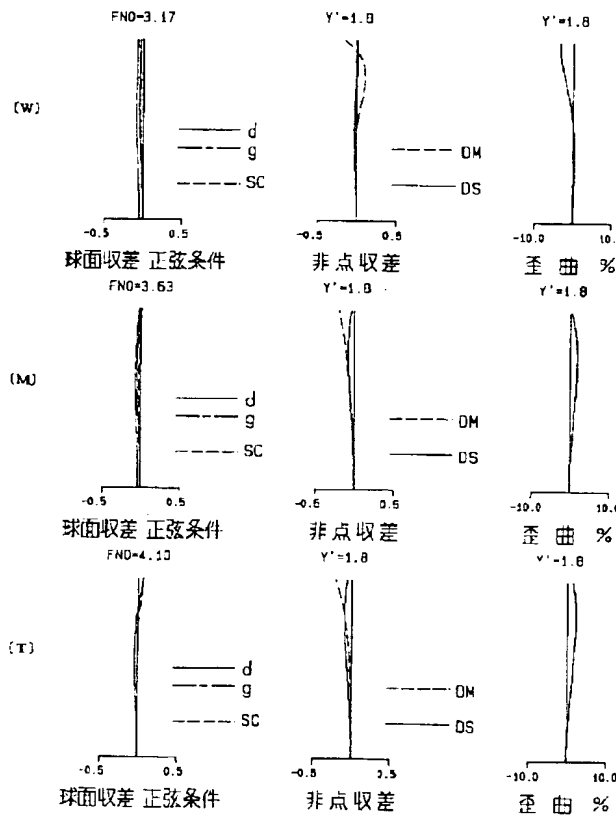 FNO=3.17 Y'=1.8 Y'=1.8
(W)
d
g
SC
DM
DS
-0.5 0.5 0.5 -10.0 10.
球面収差 正弦条件 非点収差 歪曲 %
FNO=3.63 Y'=1.8 Y'=1.8
(M)
d
g
SC
DM
DS
-0.5 0.5 -0.5 0.5 -10.0 10.0
球面収差 正弦条件 非点収差 歪曲 %
FNO=4.10 Y'=1.8 Y'=1.8
(T)
d
g
SC
DM
DS
-0.5 0.5 -0.5 0.5 -10.0 10.0
球面収差 正弦条件 非点収差 歪曲 %